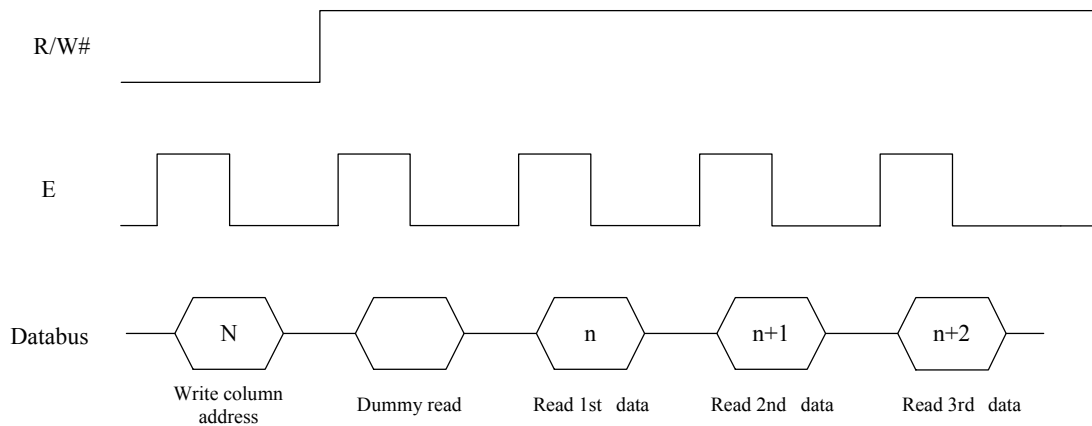 R/W#
E
Databus
N
n
n+1
n+2
Write column
address
Dummy read
Read 1st data
Read 2nd data
Read 3rd data